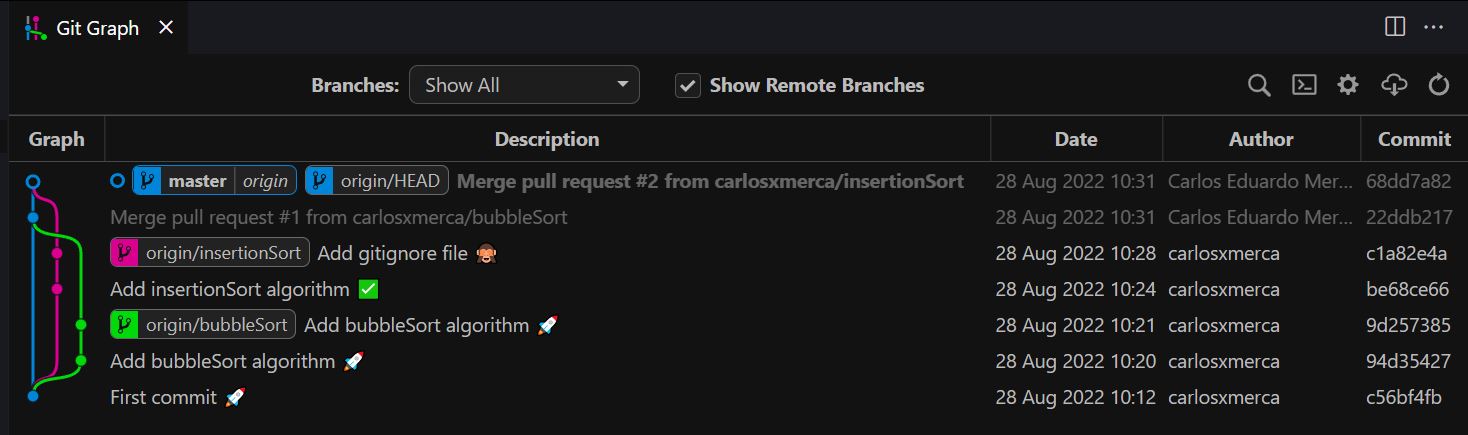 Git Graph
Branches: Show All Show Remote Branches
Graph Description Date Author Commit
master origin origin/HEAD Merge pull request #2 from carlosxmerca/insertionSort 28 Aug 2022 10:31 Carlos Eduardo Mer... 68dd7a82
Merge pull request #1 from carlosxmerca/bubbleSort 28 Aug 2022 10:31 Carlos Eduardo Mer... 22ddb217
origin/insertionSort Add gitignore file 🙈 28 Aug 2022 10:28 carlosxmerca c1a82e4a
Add insertionSort algorithm ✅ 28 Aug 2022 10:24 carlosxmerca be68ce66
origin/bubbleSort Add bubbleSort algorithm 🚀 28 Aug 2022 10:21 carlosxmerca 9d257385
Add bubbleSort algorithm 🚀 28 Aug 2022 10:20 carlosxmerca 94d35427
First commit 🚀 28 Aug 2022 10:12 carlosxmerca c56bf4fb